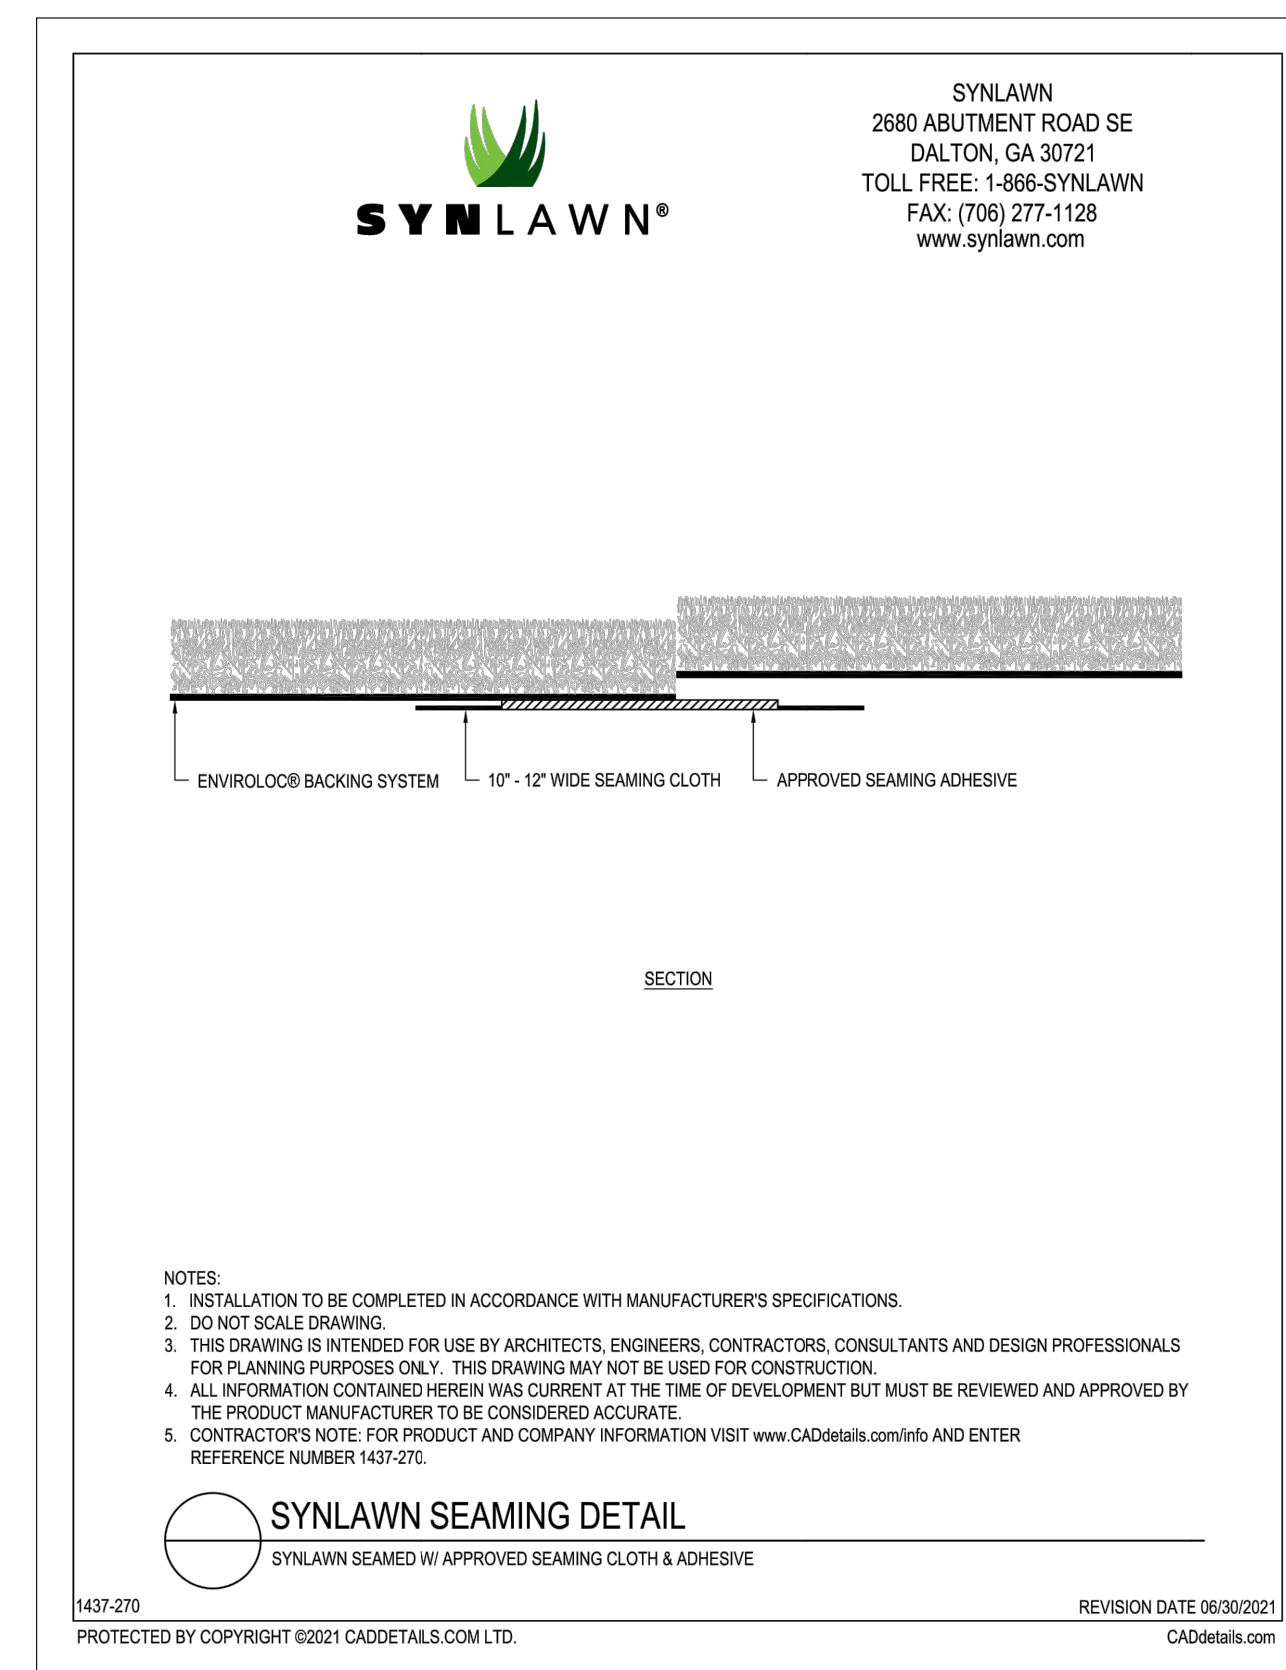 SYNLAWN®
SYNLAWN
2680 ABUTMENT ROAD SE
DALTON, GA 30721
TOLL FREE: 1-866-SYNLAWN
FAX: (706) 277-1128
www.synlawn.com
ENVIROLOC® BACKING SYSTEM
10" - 12" WIDE SEAMING CLOTH
APPROVED SEAMING ADHESIVE
SECTION
NOTES:
1. INSTALLATION TO BE COMPLETED IN ACCORDANCE WITH MANUFACTURER'S SPECIFICATIONS.
2. DO NOT SCALE DRAWING.
3. THIS DRAWING IS INTENDED FOR USE BY ARCHITECTS, ENGINEERS, CONTRACTORS, CONSULTANTS AND DESIGN PROFESSIONALS
FOR PLANNING PURPOSES ONLY. THIS DRAWING MAY NOT BE USED FOR CONSTRUCTION.
4. ALL INFORMATION CONTAINED HEREIN WAS CURRENT AT THE TIME OF DEVELOPMENT BUT MUST BE REVIEWED AND APPROVED BY
THE PRODUCT MANUFACTURER TO BE CONSIDERED ACCURATE.
5. CONTRACTOR'S NOTE: FOR PRODUCT AND COMPANY INFORMATION VISIT www.CADdetails.com/info AND ENTER
REFERENCE NUMBER 1437-270.
SYNLAWN SEAMING DETAIL
SYNLAWN SEAMED W/ APPROVED SEAMING CLOTH & ADHESIVE
1437-270
REVISION DATE 06/30/2021
PROTECTED BY COPYRIGHT ©2021 CADDETAILS.COM LTD.
CADdetails.com